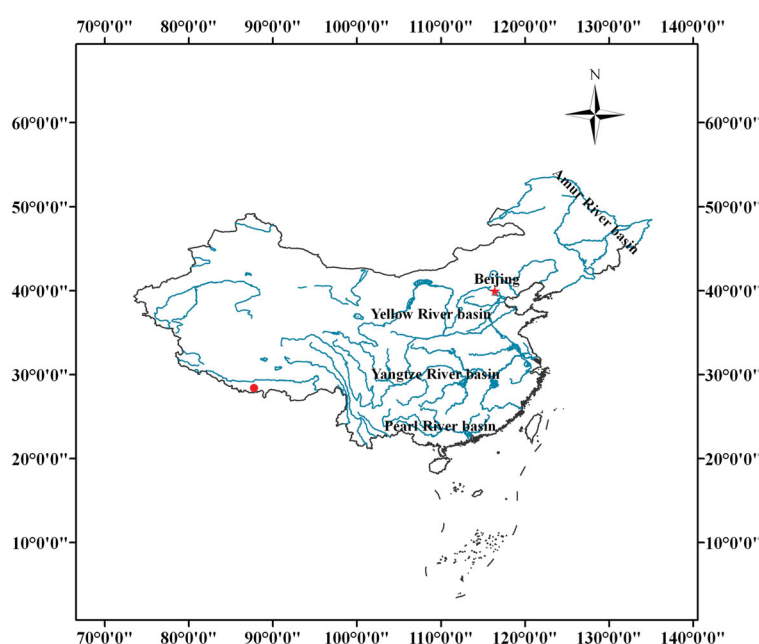 70°0'0" 80°0'0" 90°0'0" 100°0'0" 110°0'0" 120°0'0" 130°0'0" 140°0'0"
N
60°0'0" 60°0'0"
Amur River basin
50°0'0" 50°0'0"
Beijing
40°0'0" 40°0'0"
Yellow River basin
30°0'0" Yangtze River basin 30°0'0"
Pearl River basin
20°0'0" 20°0'0"
10°0'0" 10°0'0"
70°0'0" 80°0'0" 90°0'0" 100°0'0" 110°0'0" 120°0'0" 130°0'0" 140°0'0"